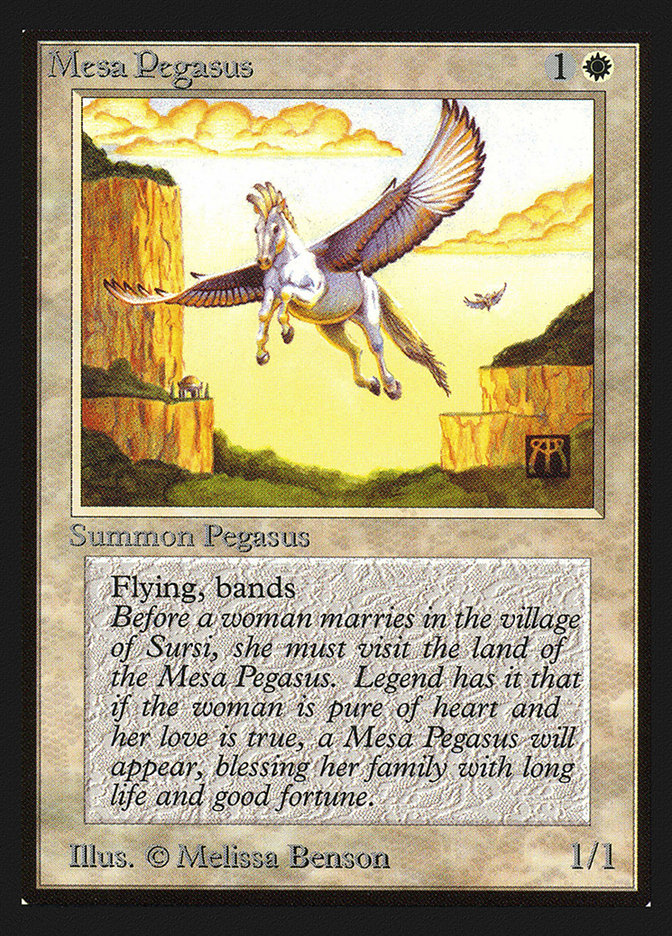 Mesa Pegasus 1
Summon Pegasus
Flying, bands
Before a woman marries in the village
of Sursi, she must visit the land of
the Mesa Pegasus. Legend has it that
if the woman is pure of heart and
her love is true, a Mesa Pegasus will
appear, blessing her family with long
life and good fortune.
Illus. © Melissa Benson 1/1